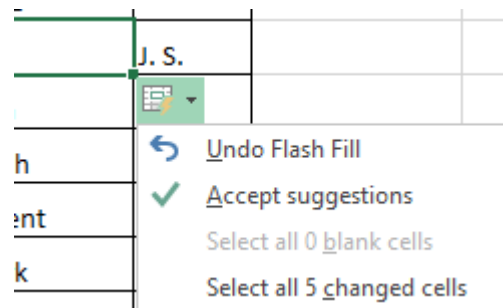 J. S.
Undo Flash Fill
h
Accept suggestions
ent
Select all 0 blank cells
k
Select all 5 changed cells